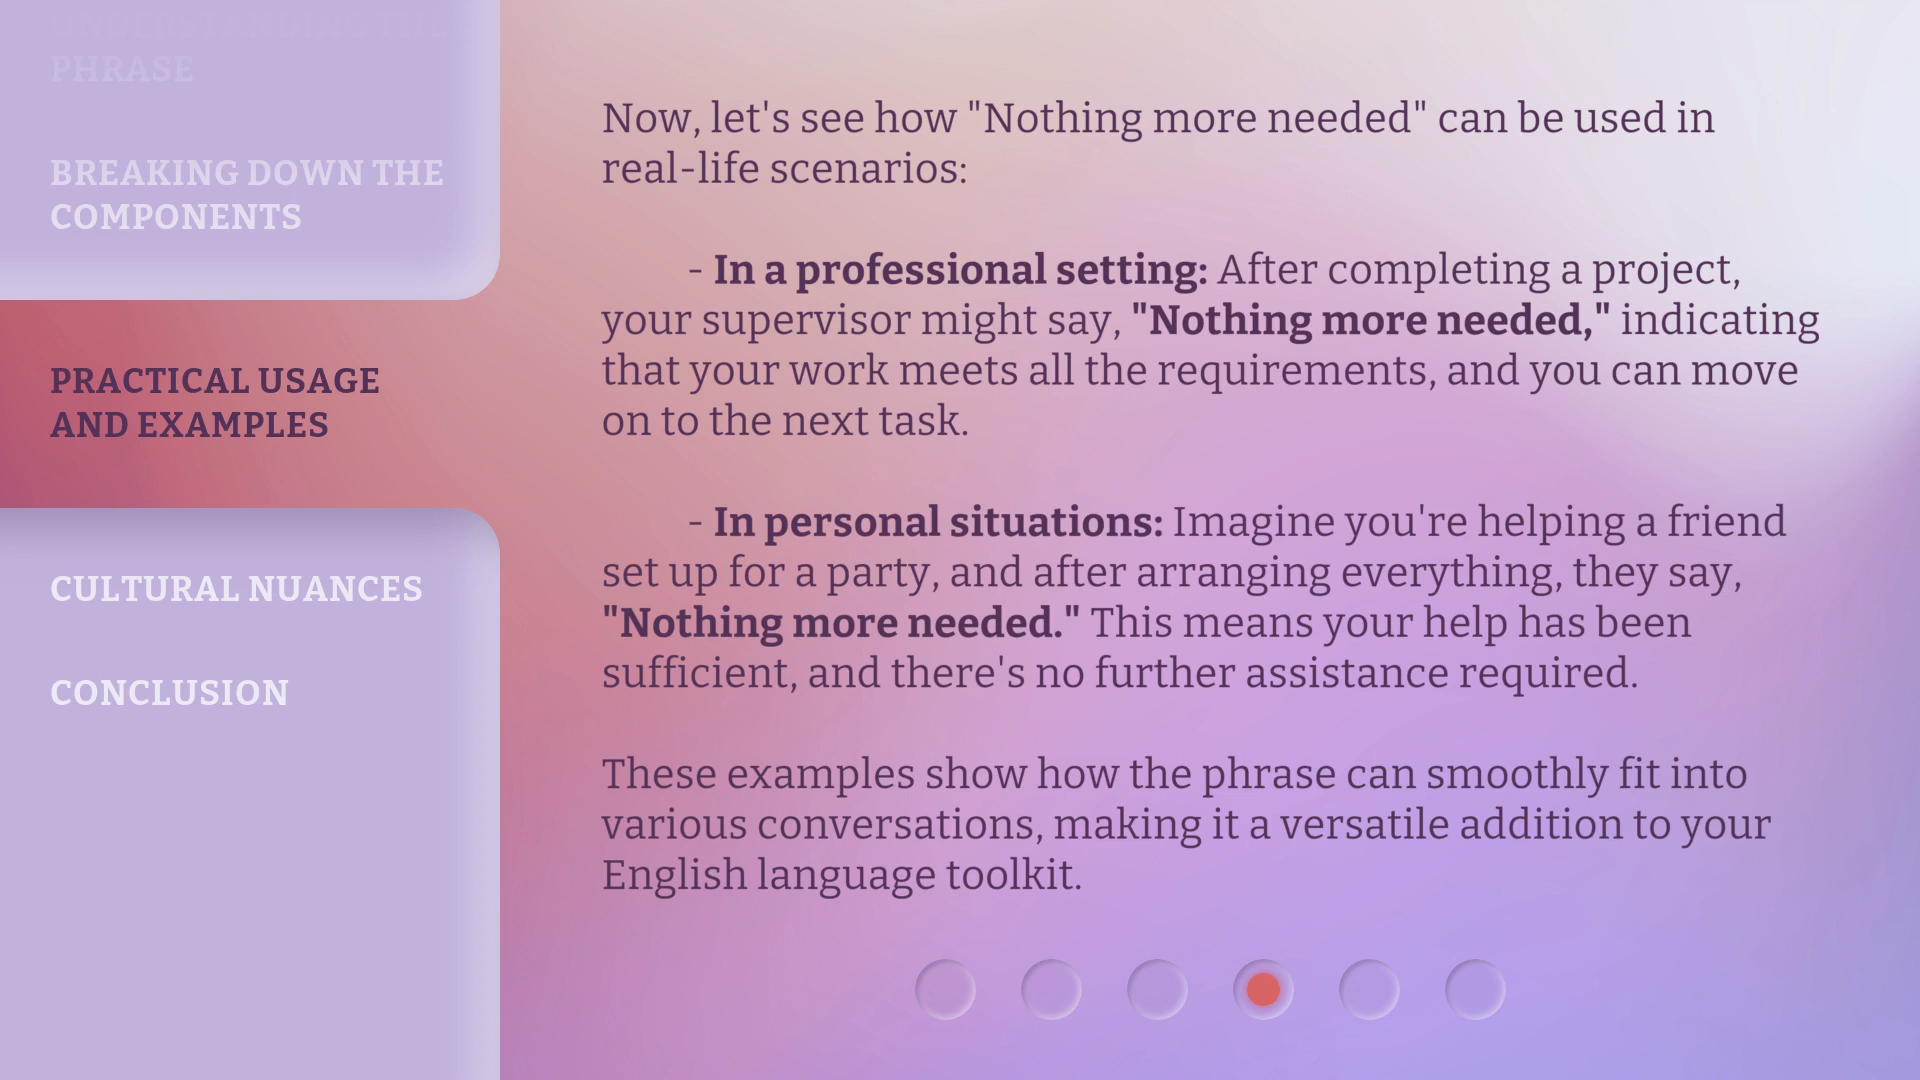 UNDERSTANDING THE
PHRASE
BREAKING DOWN THE
COMPONENTS
PRACTICAL USAGE
AND EXAMPLES
CULTURAL NUANCES
CONCLUSION
Now, let's see how "Nothing more needed" can be used in
real-life scenarios:
- In a professional setting: After completing a project,
your supervisor might say, "Nothing more needed," indicating
that your work meets all the requirements, and you can move
on to the next task.
- In personal situations: Imagine you're helping a friend
set up for a party, and after arranging everything, they say,
"Nothing more needed." This means your help has been
sufficient, and there's no further assistance required.
These examples show how the phrase can smoothly fit into
various conversations, making it a versatile addition to your
English language toolkit.